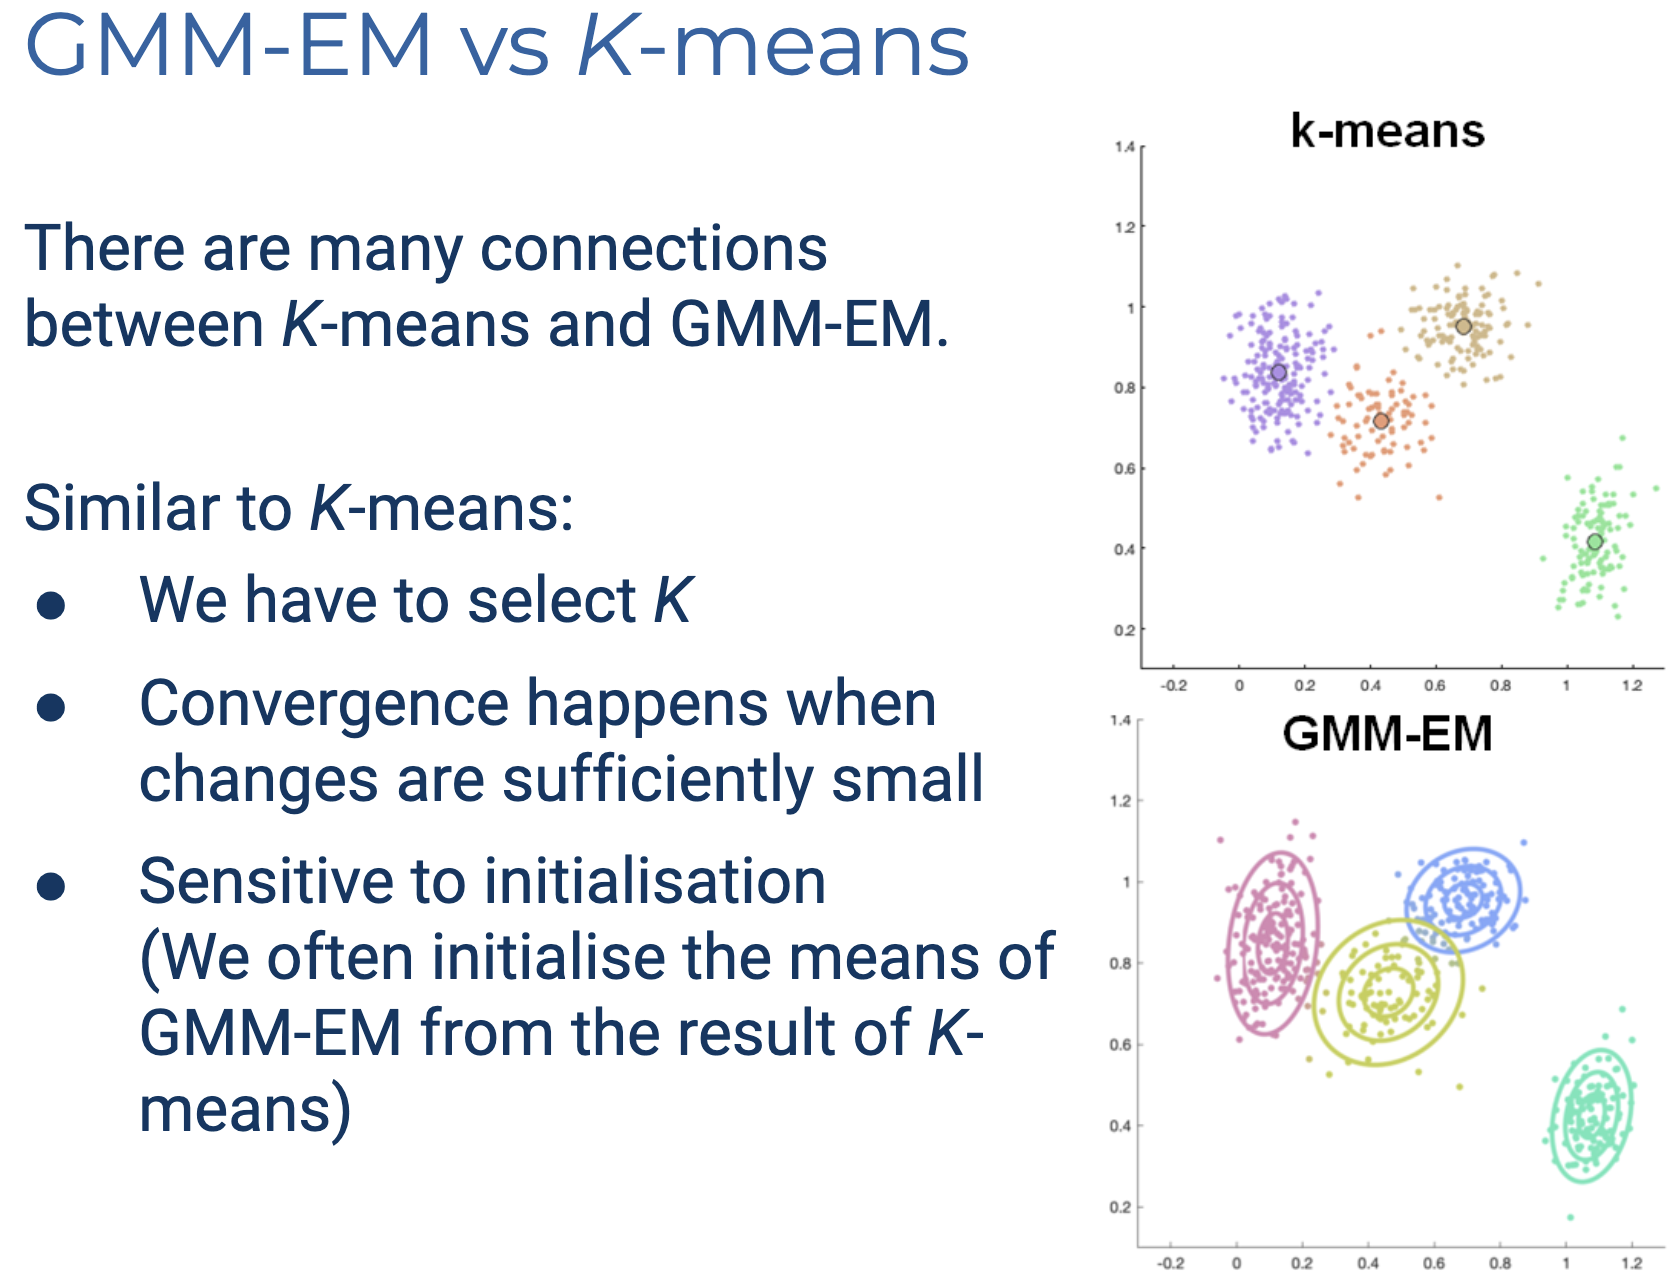 GMM-EM vs K-means
There are many connections
between K-means and GMM-EM.
Similar to K-means:
● We have to select K
● Convergence happens when
changes are sufficiently small
● Sensitive to initialisation
(We often initialise the means of
GMM-EM from the result of K-
means)
k-means
1.4
1.2
1
0.8
0.6
0.4
0.2
-0.2 0 0.2 0.4 0.6 0.8 1 1.2
GMM-EM
1.4
1.2
1
0.8
0.6
0.4
0.2
-0.2 0 0.2 0.4 0.6 0.8 1 1.2